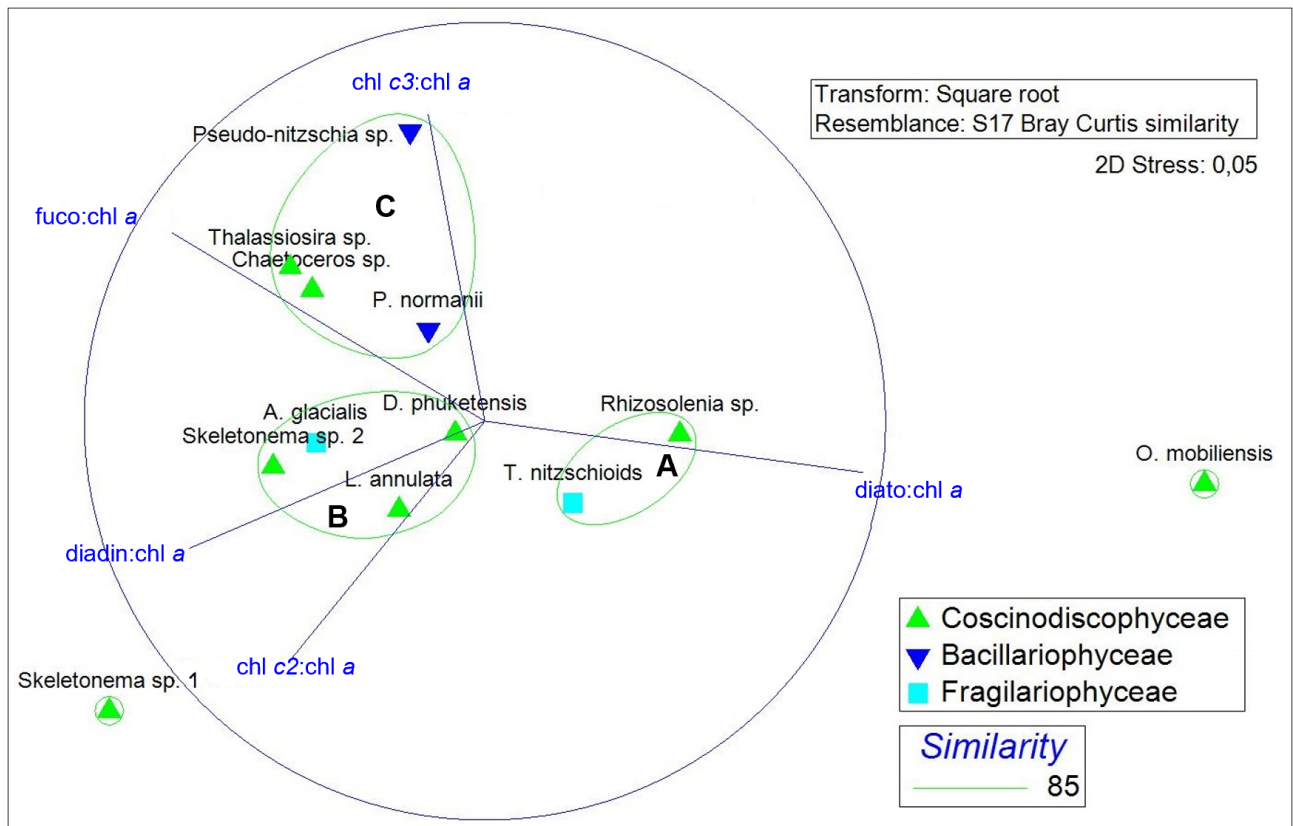 chl c3:chl a
Transform: Square root
Resemblance: S17 Bray Curtis similarity
2D Stress: 0,05
Pseudo-nitzschia sp.
C
fuco:chl a
Thalassiosira sp.
Chaetoceros sp.
P. normanii
A. glacialis
D. phuketensis
Rhizosolenia sp.
Skeletonema sp. 2
L. annulata
T. nitzschioids
A
O. mobiliensis
diato:chl a
B
diadin:chl a
chl c2:chl a
Skeletonema sp. 1
Coscinodiscophyceae
Bacillariophyceae
Fragilariophyceae
Similarity
85